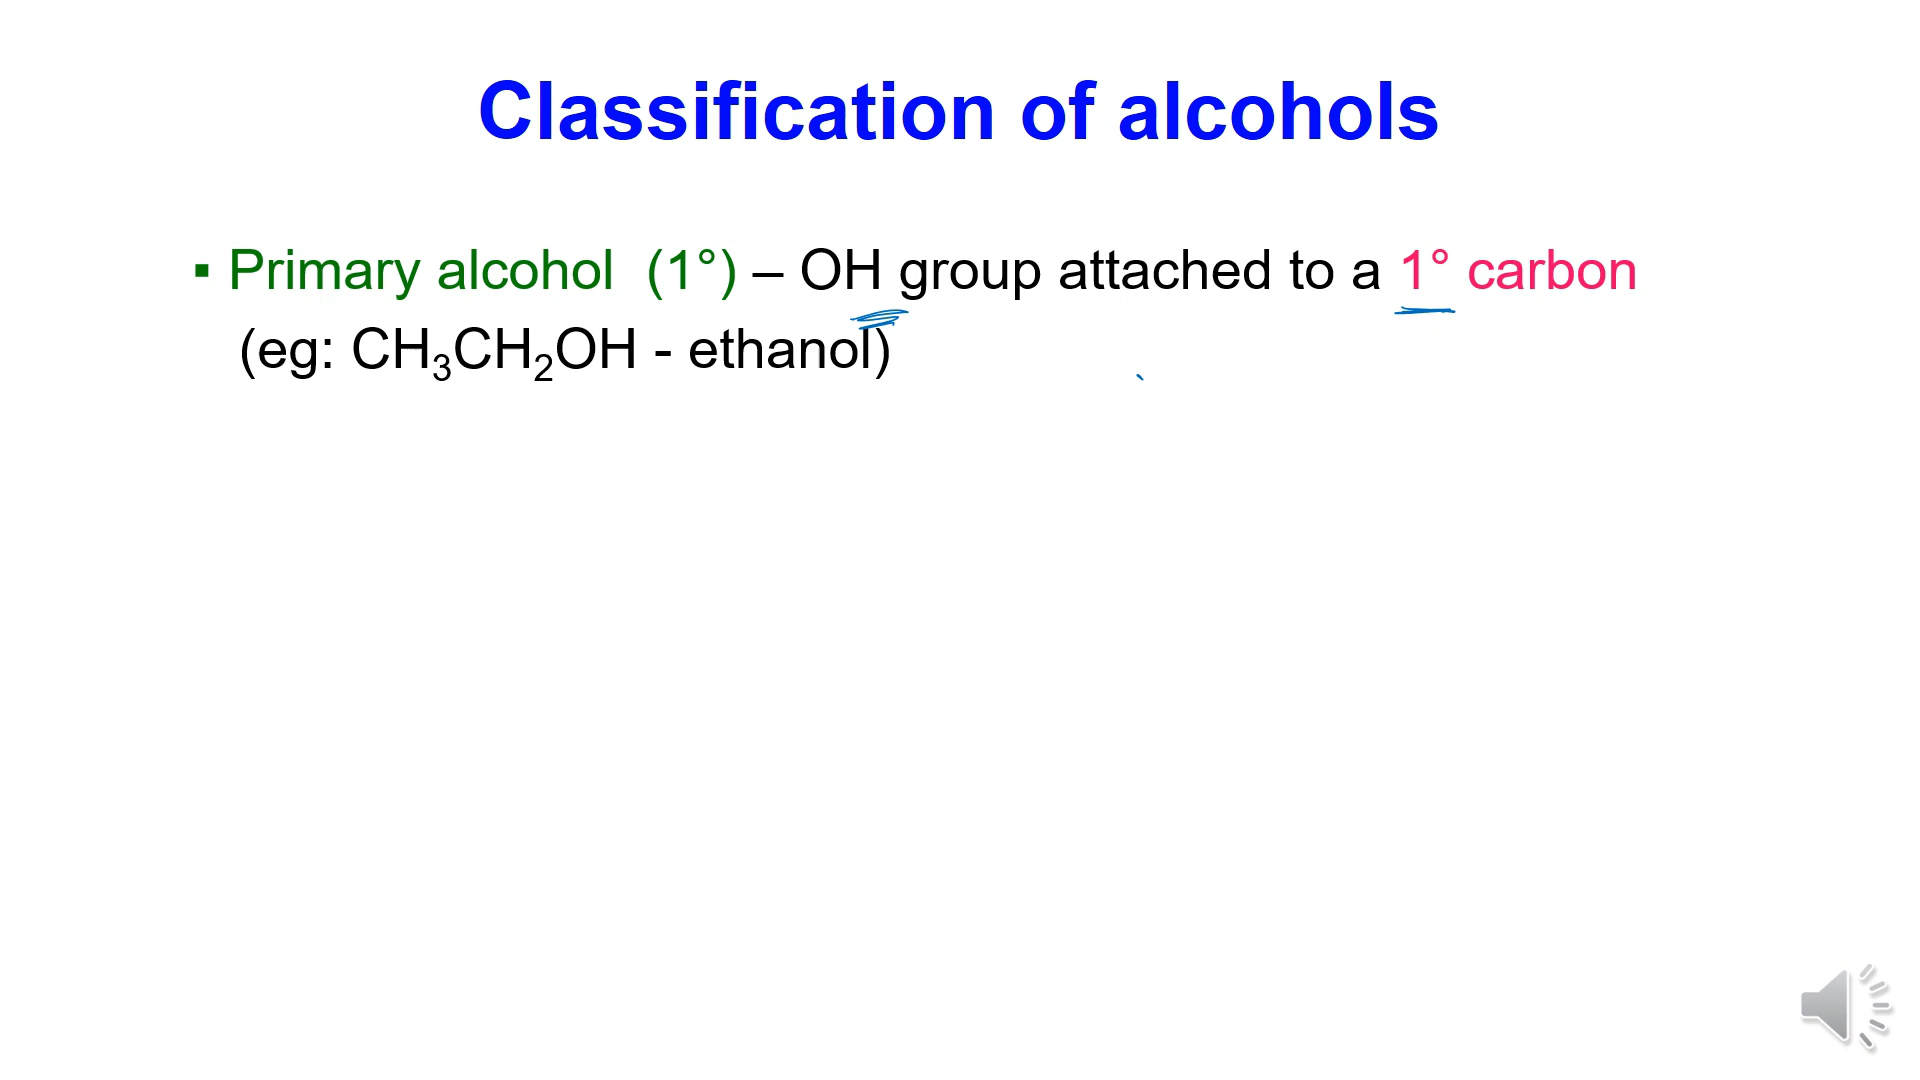 Classification of alcohols
▪ Primary alcohol (1°) – OH group attached to a 1° carbon
(eg: CH₃CH₂OH - ethanol)